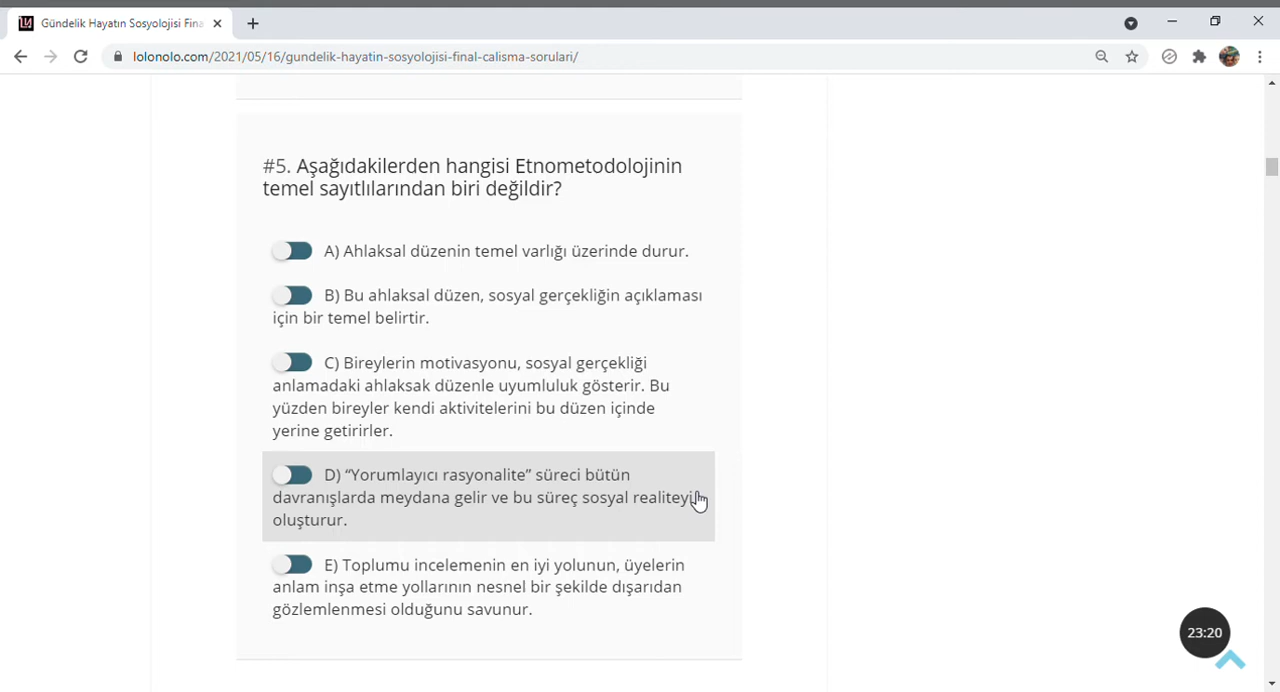 Gündelik Hayatın Sosyolojisi Fina
lolonolo.com/2021/05/16/gundelik-hayatin-sosyolojisi-final-calisma-sorulari/
#5. Aşağıdakilerden hangisi Etnometodolojinin
temel sayıtlılarından biri değildir?
A) Ahlaksal düzenin temel varlığı üzerinde durur.
B) Bu ahlaksal düzen, sosyal gerçekliğin açıklaması
için bir temel belirtir.
C) Bireylerin motivasyonu, sosyal gerçekliği
anlamadaki ahlaksak düzenle uyumluluk gösterir. Bu
yüzden bireyler kendi aktivitelerini bu düzen içinde
yerine getirirler.
D) “Yorumlayıcı rasyonalite” süreci bütün
davranışlarda meydana gelir ve bu süreç sosyal realiteyi
oluşturur.
E) Toplumu incelemenin en iyi yolunun, üyelerin
anlam inşa etme yollarının nesnel bir şekilde dışarıdan
gözlemlenmesi olduğunu savunur.
23:20